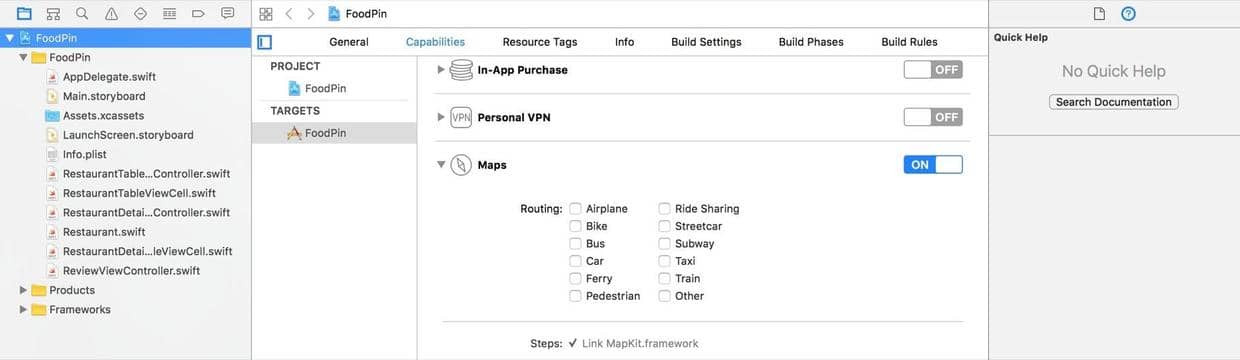 FoodPin
FoodPin
AppDelegate.swift
Main.storyboard
Assets.xcassets
LaunchScreen.storyboard
Info.plist
RestaurantTable...Controller.swift
RestaurantTableViewCell.swift
RestaurantDetai...Controller.swift
Restaurant.swift
RestaurantDetai...leViewCell.swift
ReviewViewController.swift
Products
Frameworks
FoodPin
General Capabilities Resource Tags Info Build Settings Build Phases Build Rules
PROJECT
FoodPin
TARGETS
FoodPin
In-App Purchase OFF
VPN Personal VPN OFF
Maps ON
Routing: Airplane Ride Sharing
Bike Streetcar
Bus Subway
Car Taxi
Ferry Train
Pedestrian Other
Steps: ✓ Link MapKit.framework
Quick Help
No Quick Help
Search Documentation